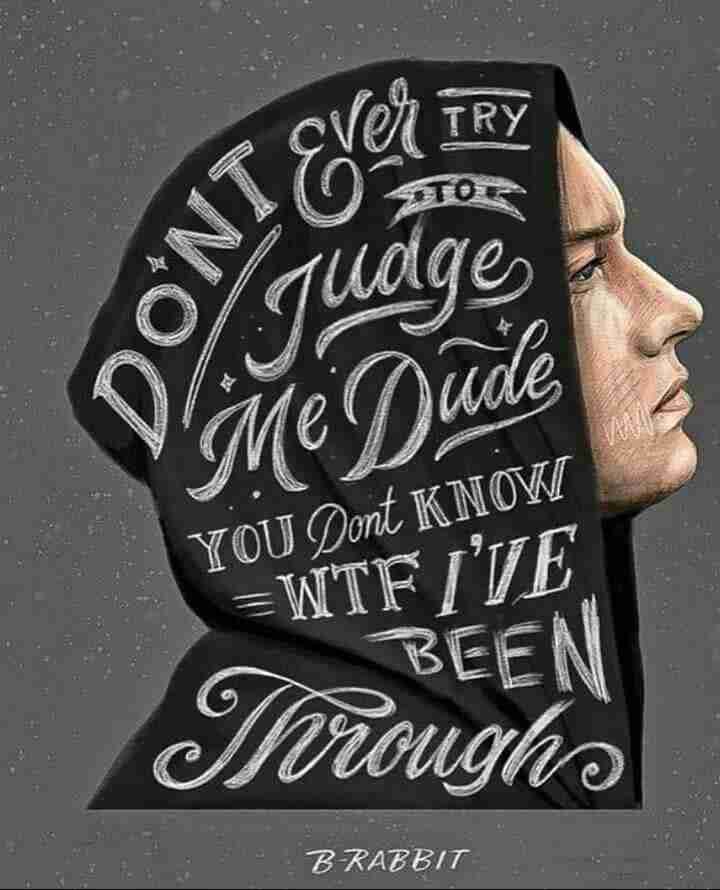 DON'T Ever TRY
TO
Judge
Me Dude
YOU Dont KNOW
WTF I'VE
BEEN
Through
B-RABBIT